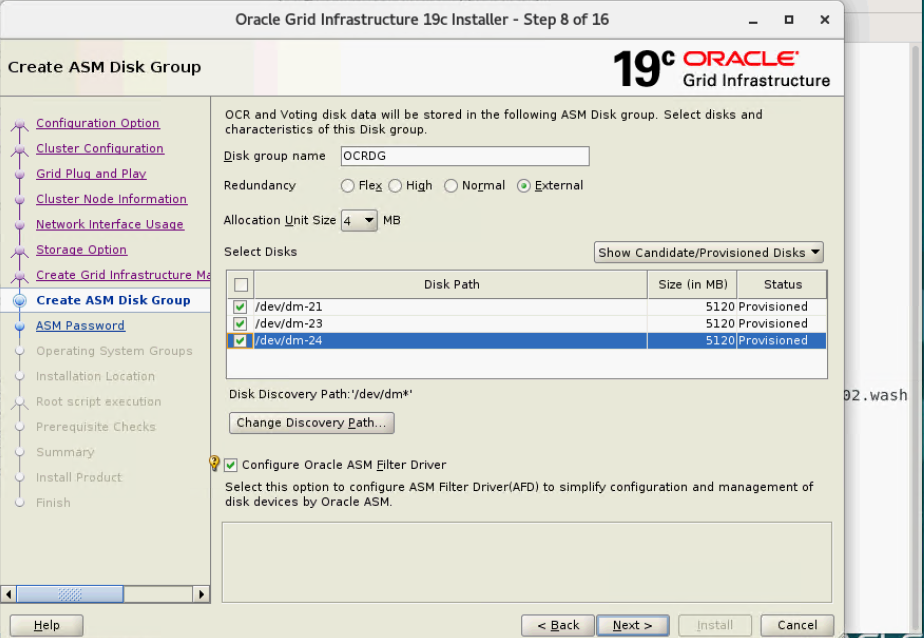 Oracle Grid Infrastructure 19c Installer - Step 8 of 16
Create ASM Disk Group
19c ORACLE
Grid Infrastructure
Configuration Option
Cluster Configuration
Grid Plug and Play
Cluster Node Information
Network Interface Usage
Storage Option
Create Grid Infrastructure Ma
Create ASM Disk Group
ASM Password
Operating System Groups
Installation Location
Root script execution
Prerequisite Checks
Summary
Install Product
Finish
OCR and Voting disk data will be stored in the following ASM Disk group. Select disks and
characteristics of this Disk group.
Disk group name OCRDG
Redundancy Flex High Normal External
Allocation Unit Size 4 MB
Select Disks Show Candidate/Provisioned Disks
Disk Path Size (in MB) Status
/dev/dm-21 5120 Provisioned
/dev/dm-23 5120 Provisioned
/dev/dm-24 5120 Provisioned
Disk Discovery Path:'/dev/dm*'
Change Discovery Path...
Configure Oracle ASM Filter Driver
Select this option to configure ASM Filter Driver(AFD) to simplify configuration and management of
disk devices by Oracle ASM.
Help < Back Next > Install Cancel
02.wash